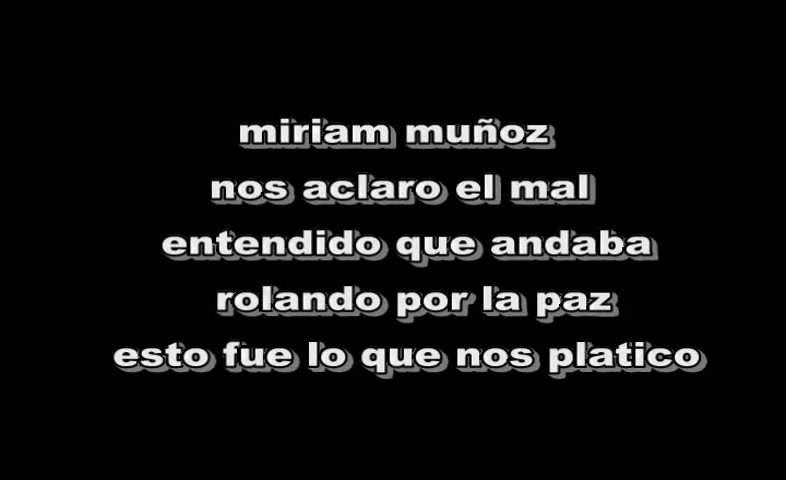 miriam muñoz
nos aclaro el mal
entendido que andaba
rolando por la paz
esto fue lo que nos platico